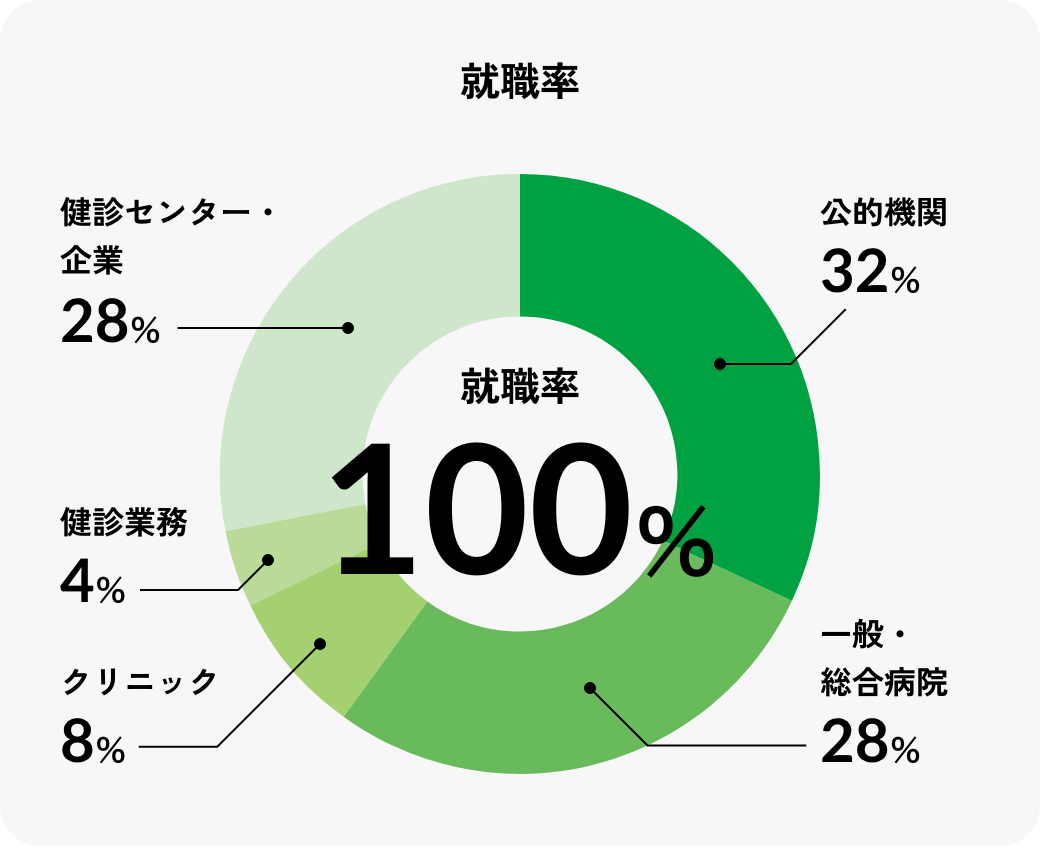 就職率
公的機関
32%
一般・
総合病院
28%
クリニック
8%
健診業務
4%
健診センター・
企業
28%
就職率
100%